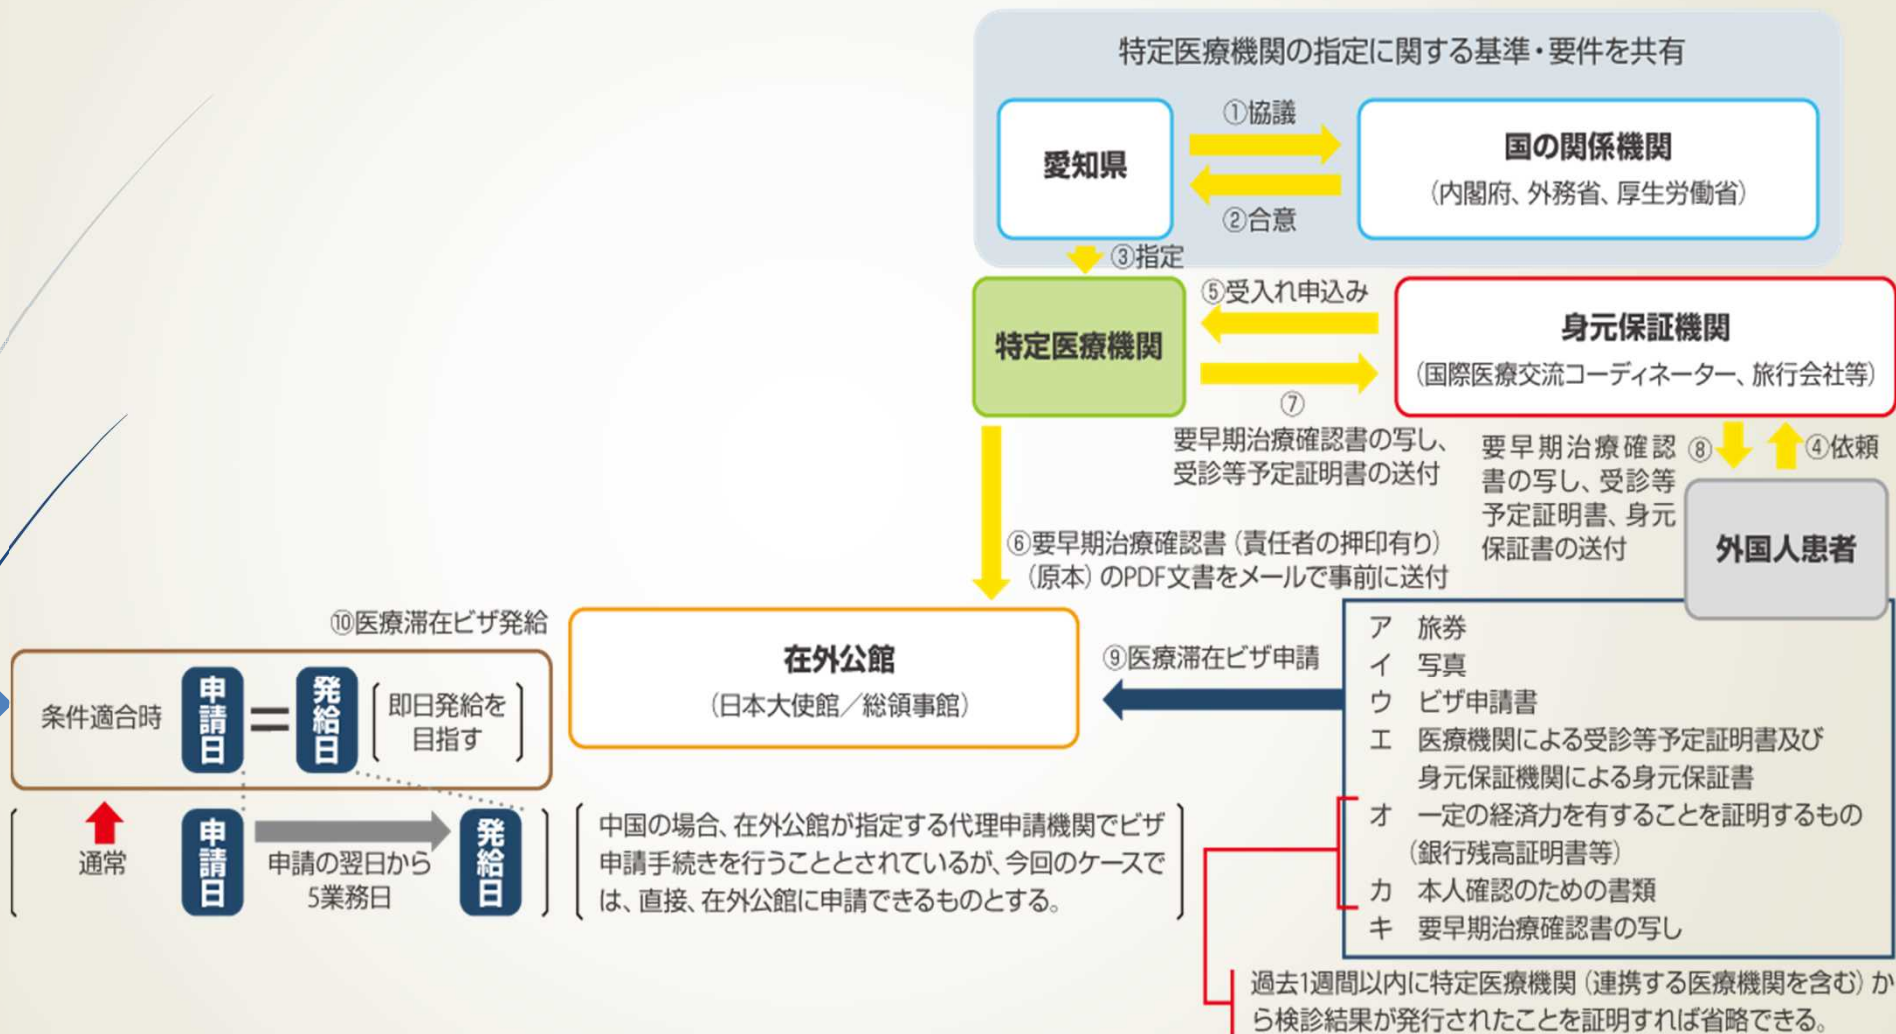 特定医療機関の指定に関する基準・要件を共有
愛知県
①協議
②合意
国の関係機関
（内閣府、外務省、厚生労働省）
③指定
特定医療機関
⑤受入れ申込み
⑦
要早期治療確認書の写し、
受診等予定証明書の送付
身元保証機関
（国際医療交流コーディネーター、旅行会社等）
要早期治療確認
書の写し、受診等
予定証明書、身元
保証書の送付
⑧
④依頼
外国人患者
⑥要早期治療確認書（責任者の押印有り）
（原本）のPDF文書をメールで事前に送付
⑩医療滞在ビザ発給
条件適合時
申請日
＝
発給日
即日発給を
目指す
通常
申請日
申請の翌日から
5業務日
発給日
在外公館
（日本大使館／総領事館）
⑨医療滞在ビザ申請
中国の場合、在外公館が指定する代理申請機関でビザ
申請手続きを行うこととされているが、今回のケースで
は、直接、在外公館に申請できるものとする。
ア　旅券
イ　写真
ウ　ビザ申請書
エ　医療機関による受診等予定証明書及び
身元保証機関による身元保証書
オ　一定の経済力を有することを証明するもの
（銀行残高証明書等）
カ　本人確認のための書類
キ　要早期治療確認書の写し
過去1週間以内に特定医療機関（連携する医療機関を含む）か
ら検診結果が発行されたことを証明すれば省略できる。